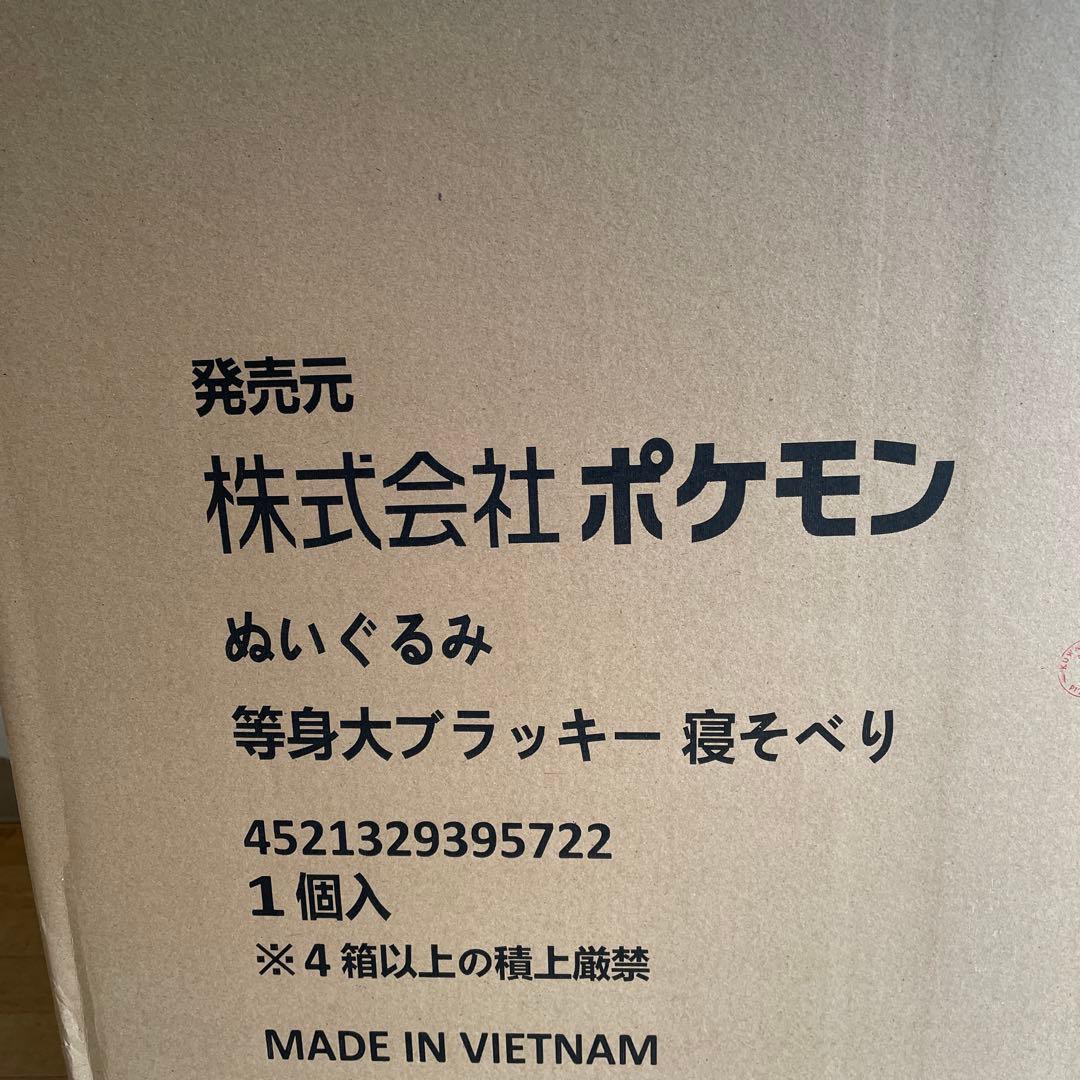 発売元
株式会社ポケモン
ぬいぐるみ
等身大ブラッキー 寝そべり
4521329395722
1個入
※4箱以上の積上厳禁
MADE IN VIETNAM